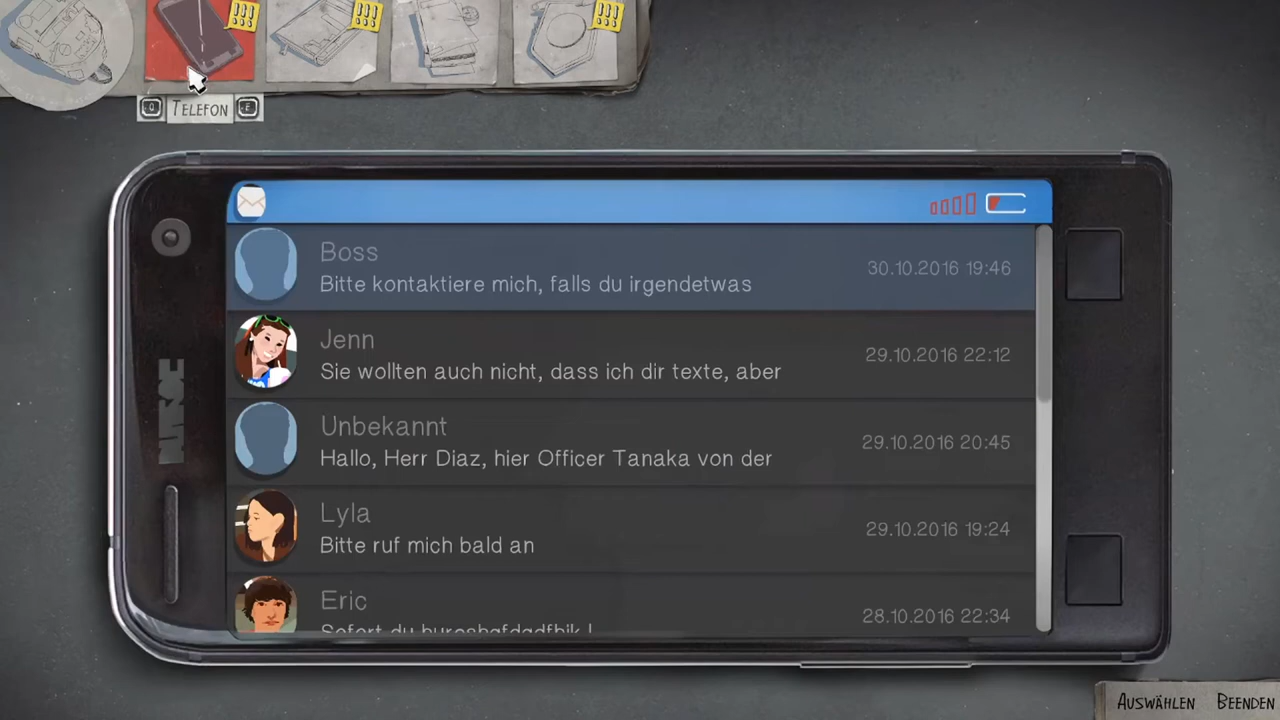 Q TELEFON E
Boss
Bitte kontaktiere mich, falls du irgendetwas
30.10.2016 19:46
Jenn
Sie wollten auch nicht, dass ich dir texte, aber
29.10.2016 22:12
Unbekannt
Hallo, Herr Diaz, hier Officer Tanaka von der
29.10.2016 20:45
Lyla
Bitte ruf mich bald an
29.10.2016 19:24
Eric
Sofort du
28.10.2016 22:34
AUSWÄHLEN BEENDEN